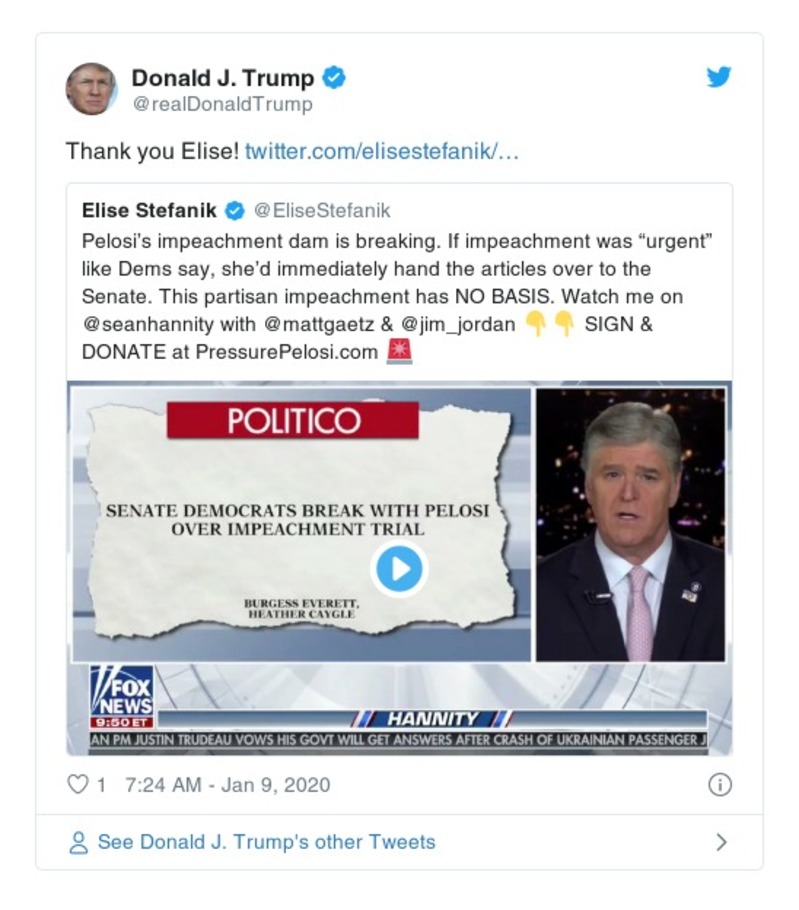 Donald J. Trump
@realDonaldTrump
Thank you Elise! twitter.com/elisestefanik/…
Elise Stefanik @EliseStefanik
Pelosi’s impeachment dam is breaking. If impeachment was “urgent”
like Dems say, she’d immediately hand the articles over to the
Senate. This partisan impeachment has NO BASIS. Watch me on
@seanhannity with @mattgaetz & @jim_jordan 👇👇 SIGN &
DONATE at PressurePelosi.com 🚨
POLITICO
SENATE DEMOCRATS BREAK WITH PELOSI
OVER IMPEACHMENT TRIAL
BURGESS EVERETT,
HEATHER CAYGLE
FOX
NEWS
9:50 ET
HANNITY
AN PM JUSTIN TRUDEAU VOWS HIS GOVT WILL GET ANSWERS AFTER CRASH OF UKRAINIAN PASSENGER J
1 7:24 AM - Jan 9, 2020
See Donald J. Trump's other Tweets